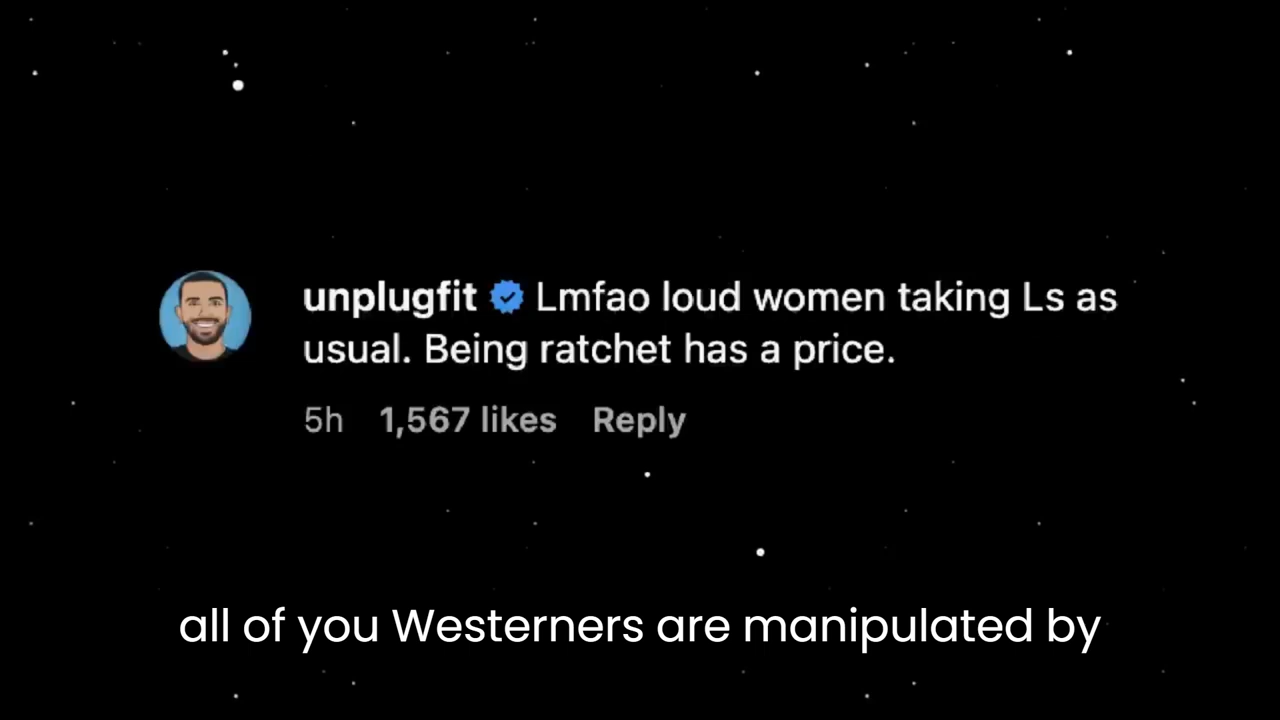 unplugfit Lmfao loud women taking Ls as
usual. Being ratchet has a price.
5h 1,567 likes Reply
all of you Westerners are manipulated by